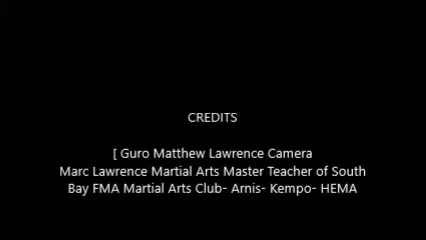 CREDITS
[ Guro Matthew Lawrence Camera
Marc Lawrence Martial Arts Master Teacher of South
Bay FMA Martial Arts Club- Arnis- Kempo- HEMA